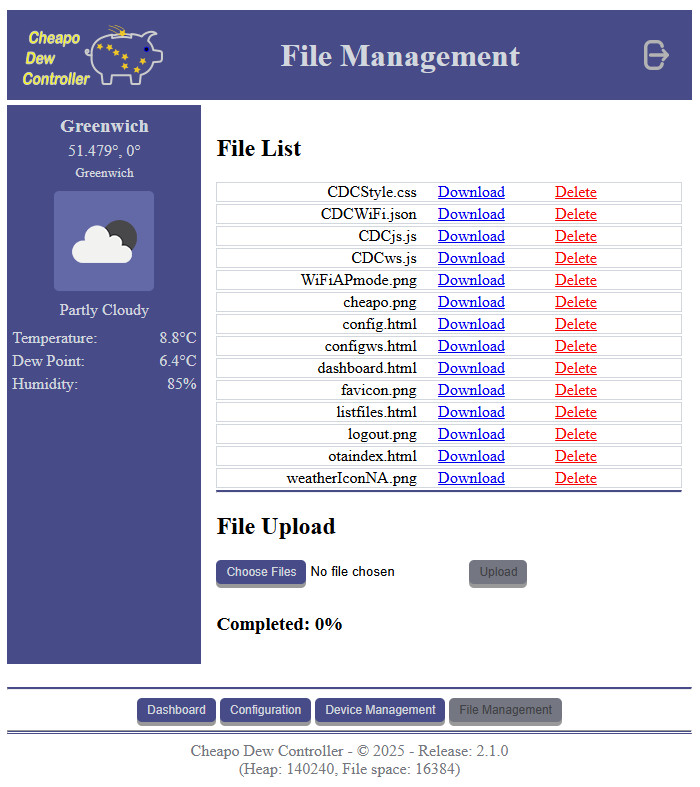 Cheapo
Dew
Controller
File Management
Greenwich
51.479°, 0°
Greenwich
Partly Cloudy
Temperature: 8.8°C
Dew Point: 6.4°C
Humidity: 85%
File List
CDCStyle.css Download Delete
CDCWiFi.json Download Delete
CDCjs.js Download Delete
CDCws.js Download Delete
WiFiAPmode.png Download Delete
cheapo.png Download Delete
config.html Download Delete
configws.html Download Delete
dashboard.html Download Delete
favicon.png Download Delete
listfiles.html Download Delete
logout.png Download Delete
otaindex.html Download Delete
weatherIconNA.png Download Delete
File Upload
Choose Files No file chosen Upload
Completed: 0%
Dashboard Configuration Device Management File Management
Cheapo Dew Controller - © 2025 - Release: 2.1.0
(Heap: 140240, File space: 16384)